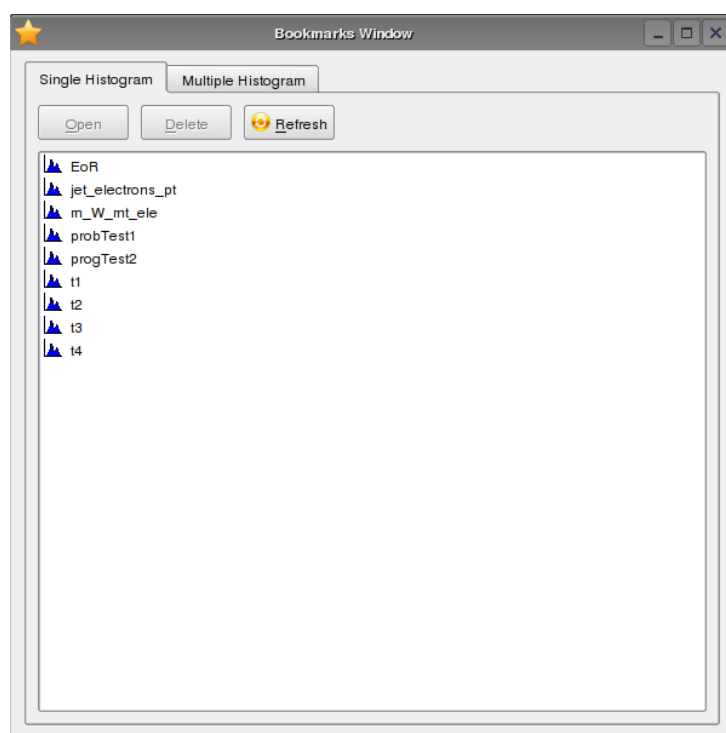 Bookmarks Window
Single Histogram Multiple Histogram
Open Delete Refresh
EoR
jet_electrons_pt
m_W_mt_ele
probTest1
progTest2
t1
t2
t3
t4